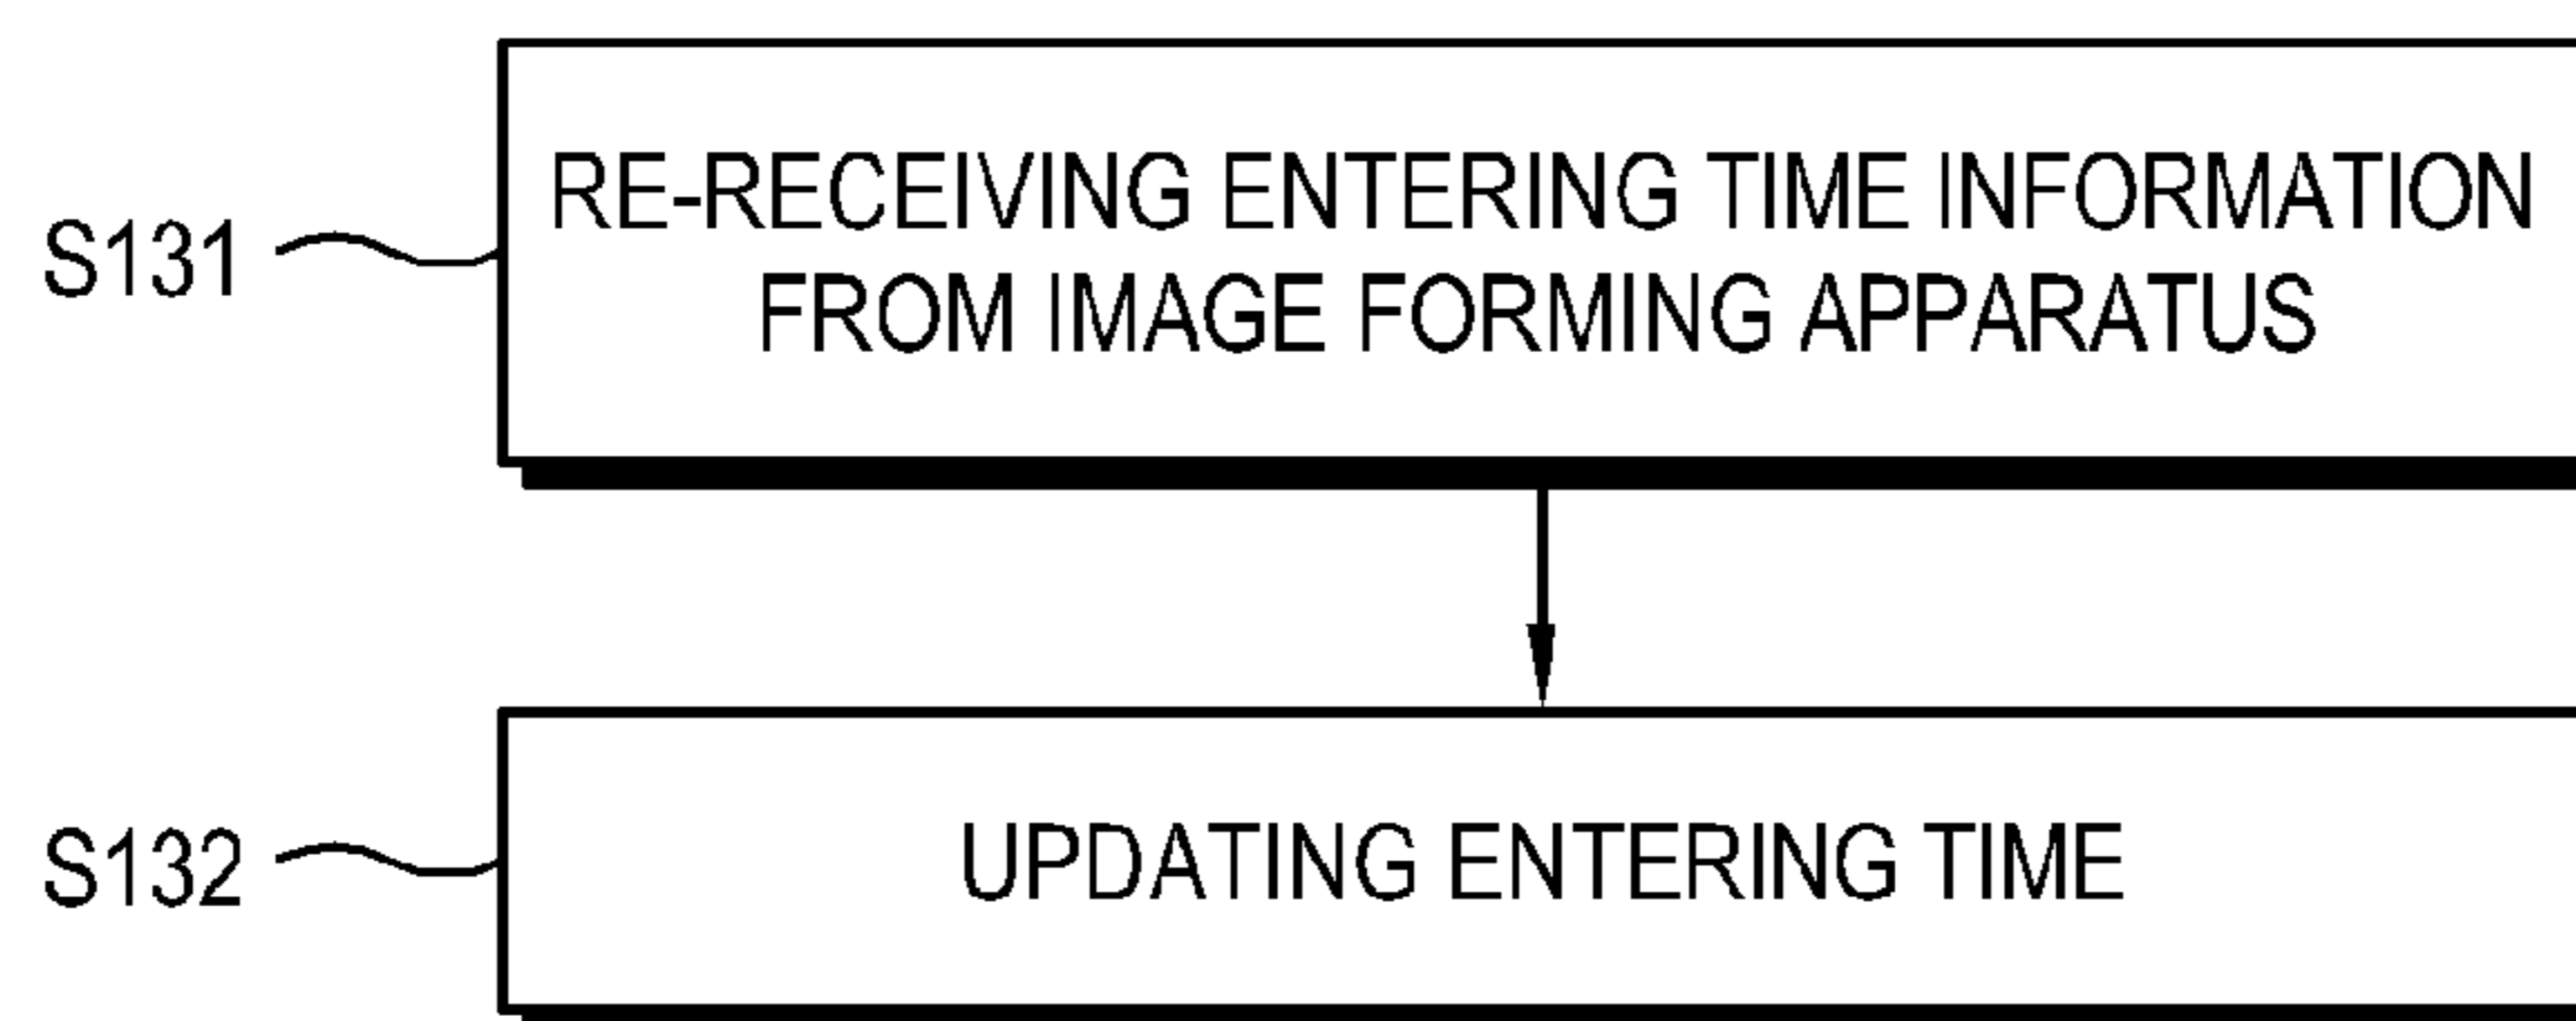 S131
RE-RECEIVING ENTERING TIME INFORMATION
FROM IMAGE FORMING APPARATUS
S132
UPDATING ENTERING TIME